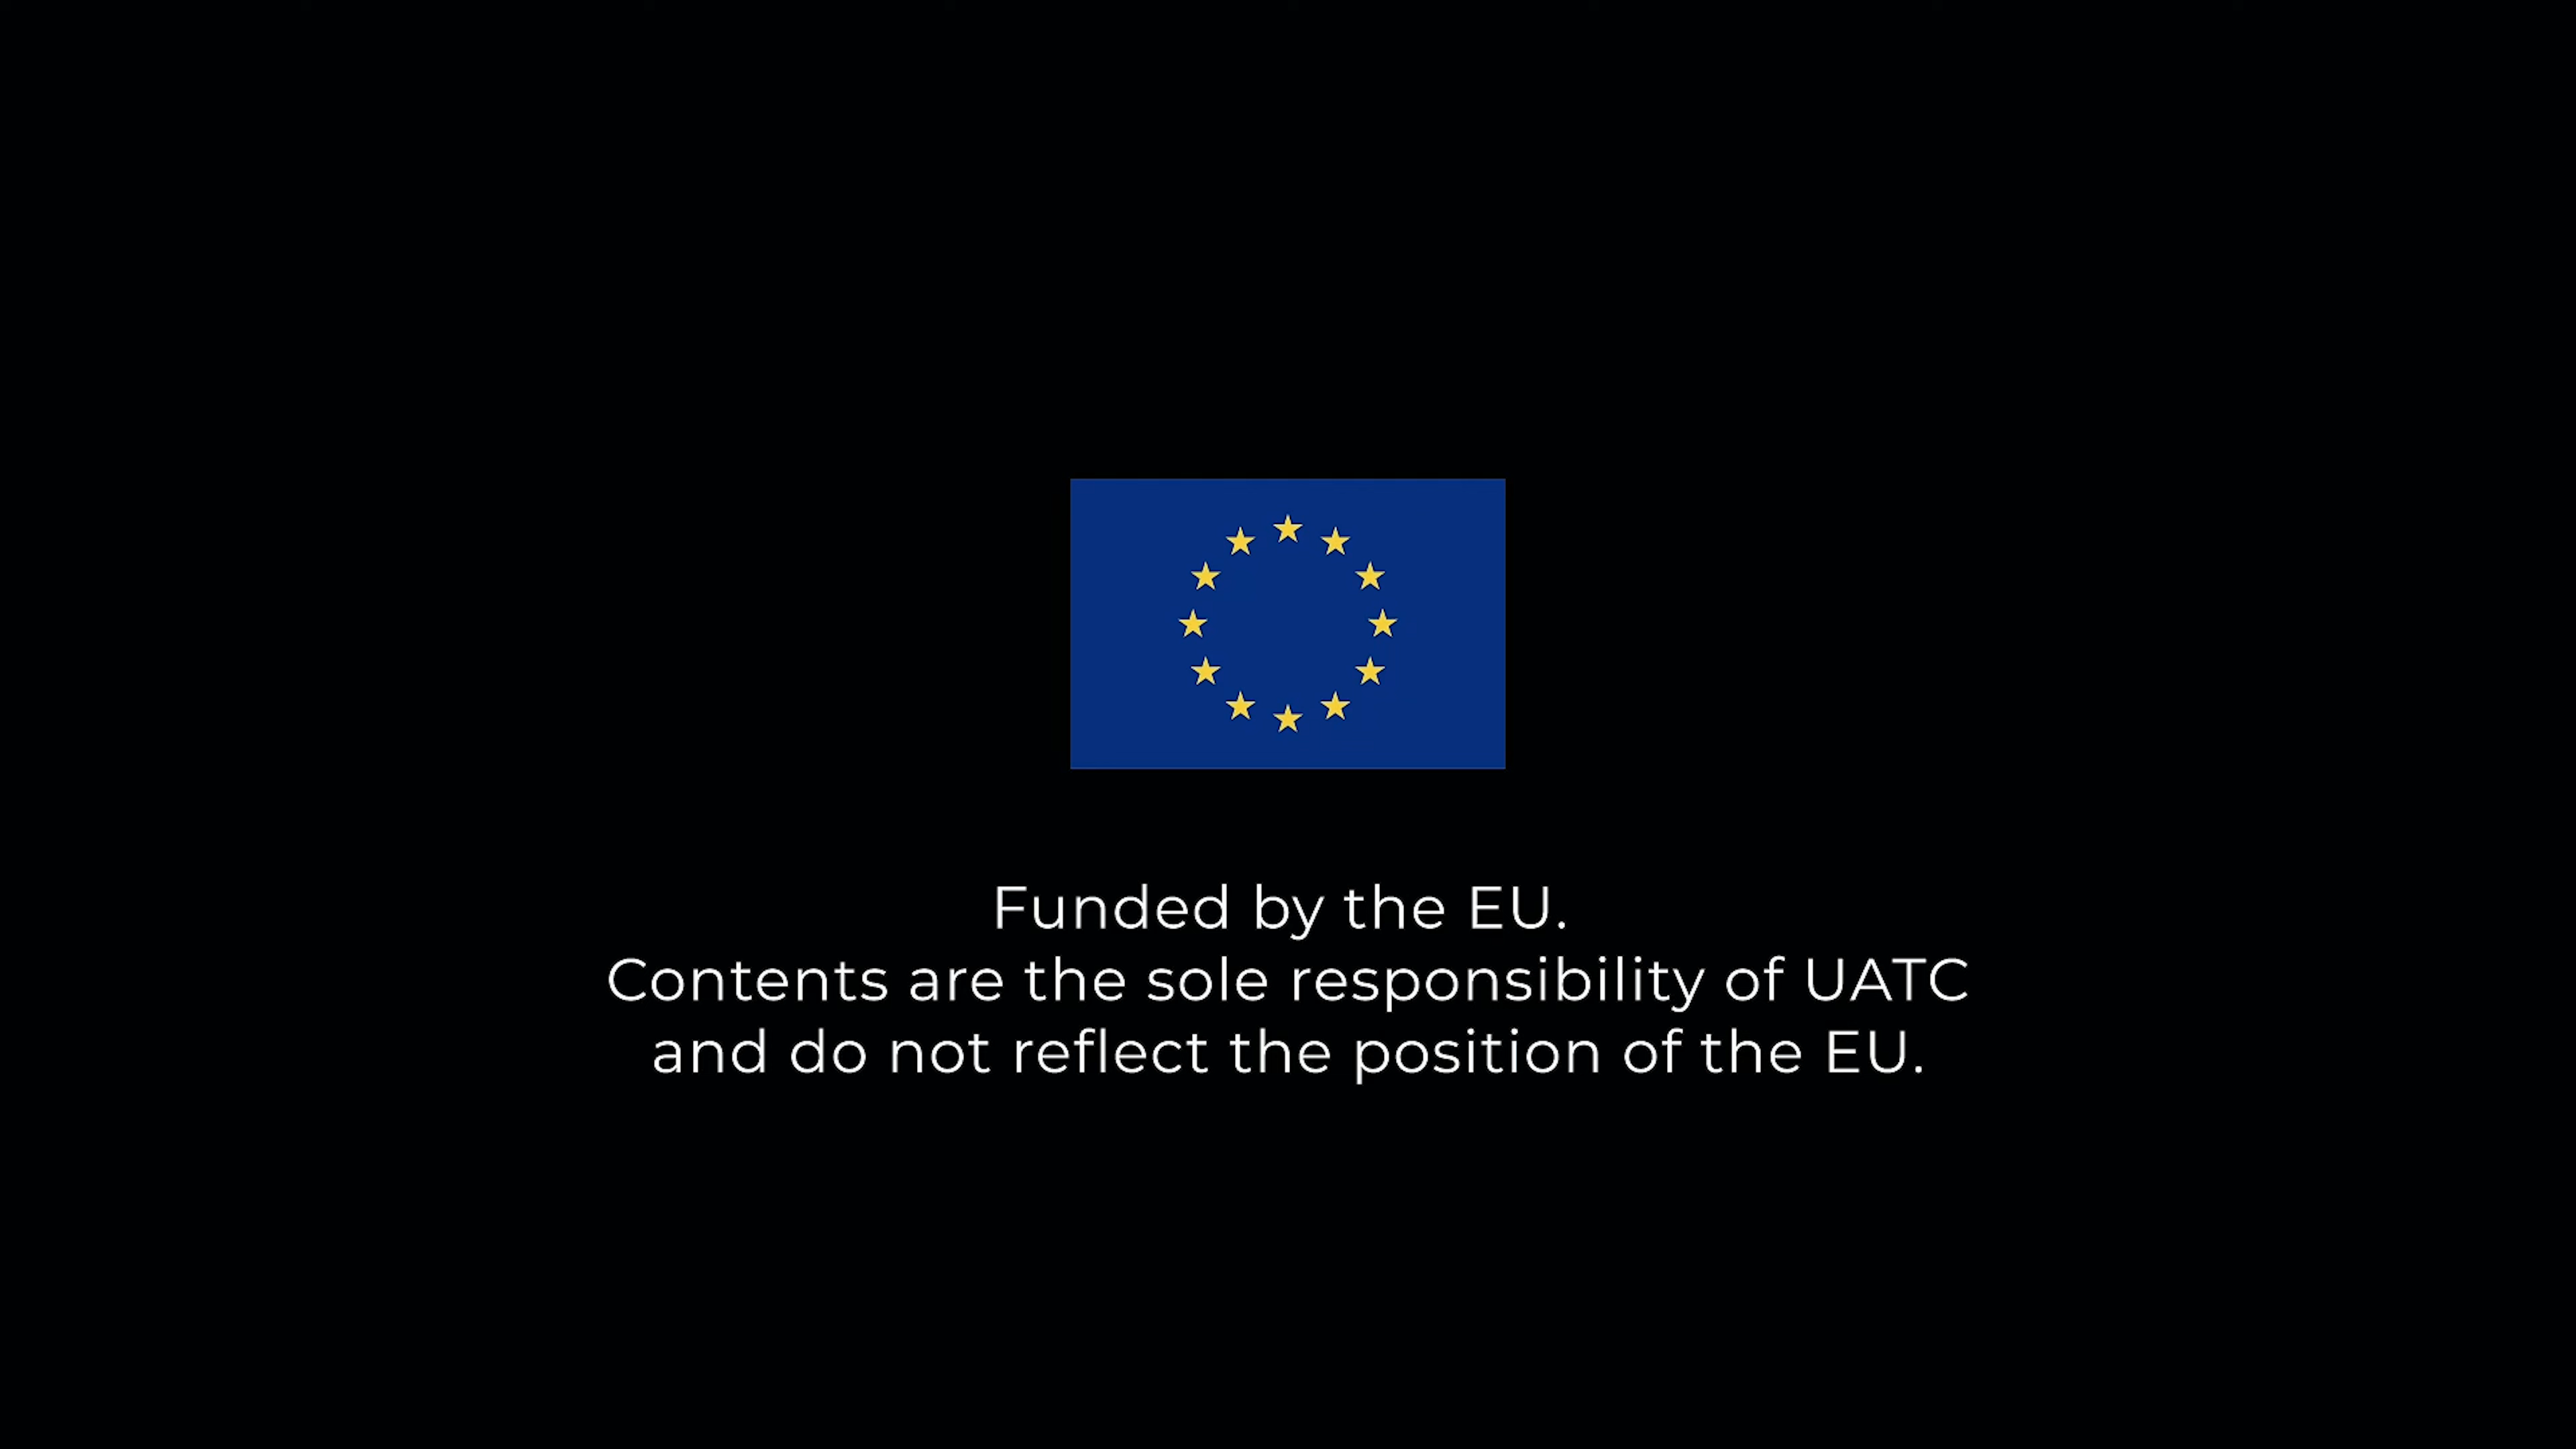 Funded by the EU.
Contents are the sole responsibility of UATC
and do not reflect the position of the EU.